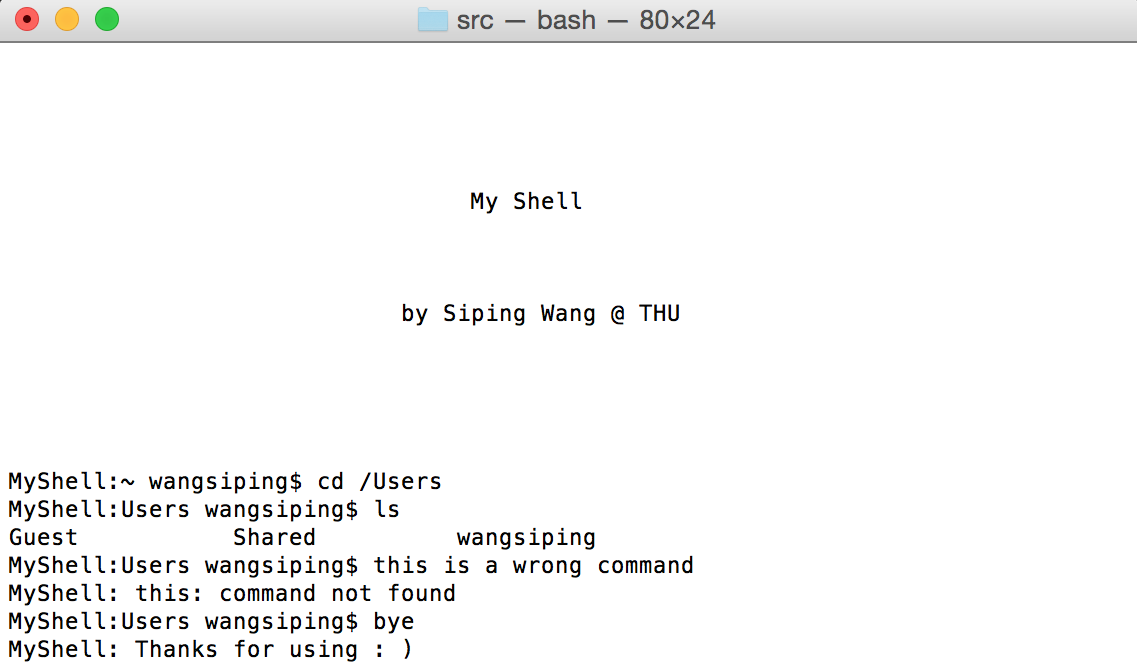 src — bash — 80×24
My Shell
by Siping Wang @ THU
MyShell:~ wangsiping$ cd /Users
MyShell:Users wangsiping$ ls
Guest           Shared          wangsiping
MyShell:Users wangsiping$ this is a wrong command
MyShell: this: command not found
MyShell:Users wangsiping$ bye
MyShell: Thanks for using : )